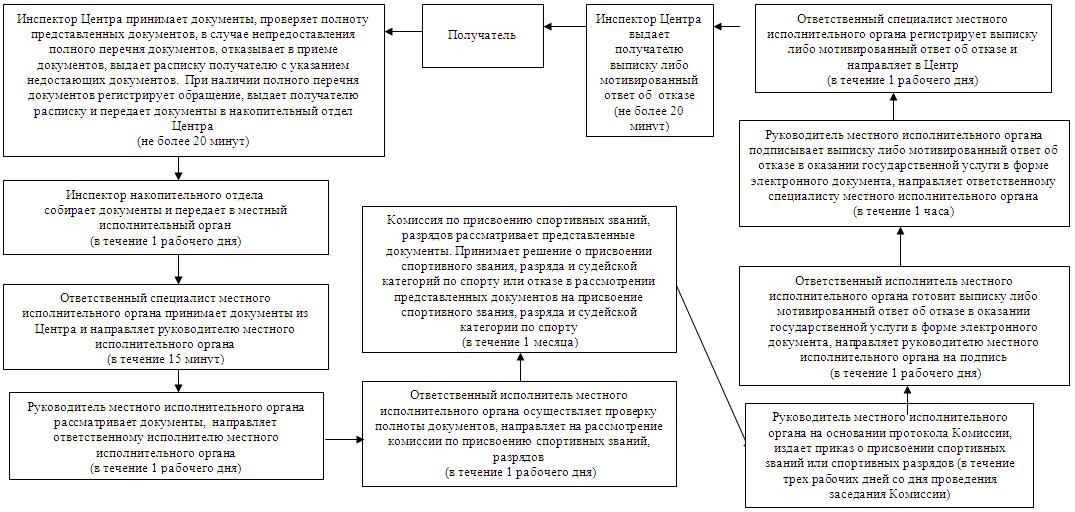 Инспектор Центра принимает документы, проверяет полноту
представленных документов, в случае непредоставления
полного перечня документов, отказывает в приеме
документов, выдает расписку получателю с указанием
недостающих документов. При наличии полного перечня
документов регистрирует обращение, выдает получателю
расписку и передает документы в накопительный отдел
Центра
(не более 20 минут)
Получатель
Инспектор Центра
выдает
получателю
выписку либо
мотивированный
ответ об отказе
(не более 20
минут)
Ответственный специалист местного
исполнительного органа регистрирует выписку
либо мотивированный ответ об отказе и
направляет в Центр
(в течение 1 рабочего дня)
Руководитель местного исполнительного органа
подписывает выписку либо мотивированный ответ об
отказе в оказании государственной услуги в форме
электронного документа, направляет ответственному
специалисту местного исполнительного органа
(в течение 1 часа)
Инспектор накопительного отдела
собирает документы и передает в местный
исполнительный орган
(в течение 1 рабочего дня)
Комиссия по присвоению спортивных званий,
разрядов рассматривает представленные
документы. Принимает решение о присвоении
спортивного звания, разряда и судейской
категорий по спорту или отказе в рассмотрении
представленных документов на присвоение
спортивного звания, разряда и судейской
категории по спорту
(в течение 1 месяца)
Ответственный исполнитель местного
исполнительного органа готовит выписку либо
мотивированный ответ об отказе в оказании
государственной услуги в форме электронного
документа, направляет руководителю местного
исполнительного органа на подпись
(в течение 1 рабочего дня)
Ответственный специалист местного
исполнительного органа принимает документы из
Центра и направляет руководителю местного
исполнительного органа
(в течение 15 минут)
Руководитель местного исполнительного органа
рассматривает документы, направляет
ответственному исполнителю местного
исполнительного органа
(в течение 1 рабочего дня)
Ответственный исполнитель местного
исполнительного органа осуществляет проверку
полноты документов, направляет на рассмотрение
комиссии по присвоению спортивных званий,
разрядов
(в течение 1 рабочего дня)
Руководитель местного исполнительного
органа на основании протокола Комиссии,
издает приказ о присвоении спортивных
званий или спортивных разрядов (в течение
трех рабочих дней со дня проведения
заседания Комиссии)